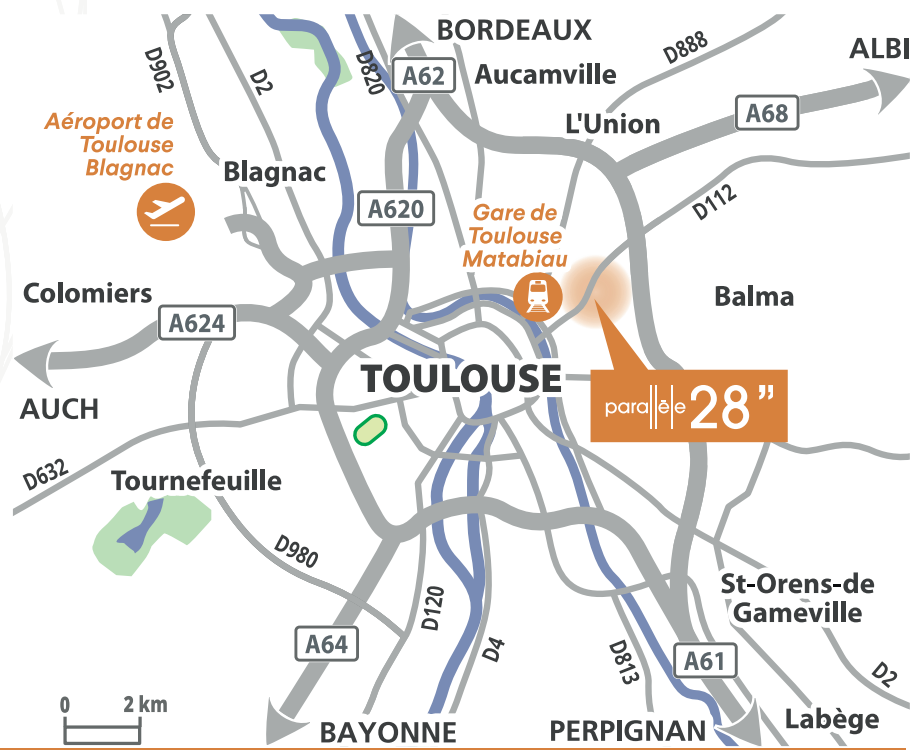 BORDEAUX
D888
ALBI
D902
D2
D820
A62
Aucamville
A68
L'Union
Aéroport de
Toulouse
Blagnac
Blagnac
A620
D112
Gare de
Toulouse
Matabiau
Colomiers
Balma
A624
TOULOUSE
parallèle 28"
AUCH
D632
Tournefeuille
D980
D120
St-Orens-de
Gameville
A64
D4
D813
A61
D2
0 2 km
BAYONNE
PERPIGNAN
Labège